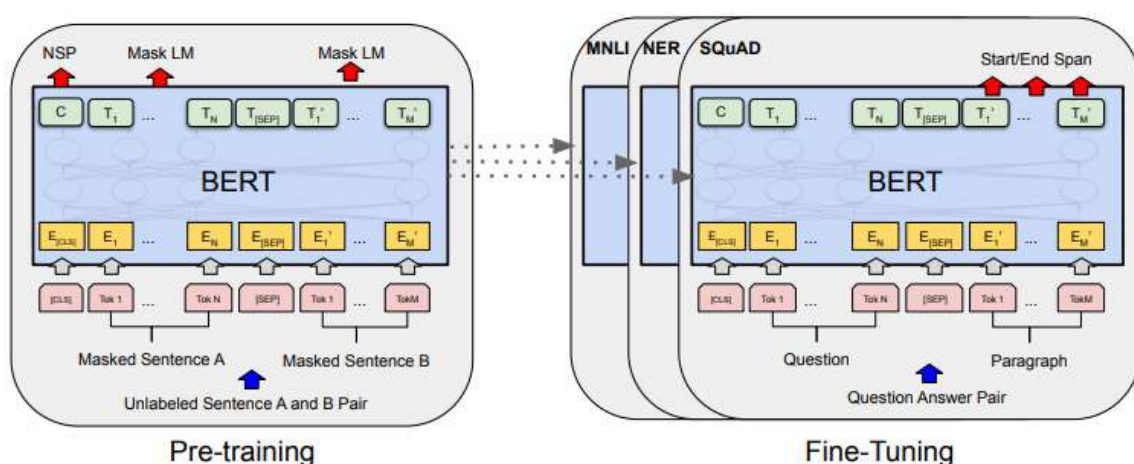 NSP Mask LM Mask LM
C T1 ... TN T[SEP] T1' ... TM'
BERT
E[CLS] E1 ... EN E[SEP] E1' ... EM'
[CLS] Tok 1 ... Tok N [SEP] Tok 1 ... TokM
Masked Sentence A Masked Sentence B
Unlabeled Sentence A and B Pair
Pre-training
MNLI NER SQuAD
Start/End Span
C T1 ... TN T[SEP] T1' ... TM'
BERT
E[CLS] E1 ... EN E[SEP] E1' ... EM'
[CLS] Tok 1 ... Tok N [SEP] Tok 1 ... TokM
Question Paragraph
Question Answer Pair
Fine-Tuning